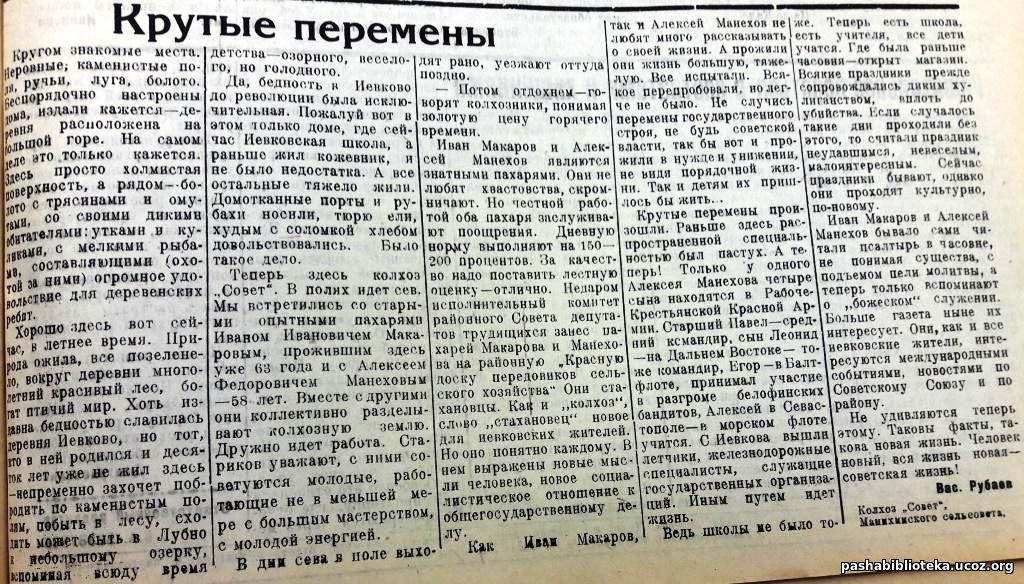 Крутые перемены
Кругом знакомые места.
Неровные, каменистые по-
ля, ручьи, луга, болото.
Беспорядочно настроены
дома, издали кажется—де-
ревня расположена на
большой горе. На самом
деле это только кажется.
Здесь просто холмистая
поверхность, а рядом—бо-
лото с трясинами и ому-
тами, со своими дикими
обитателями: утками и ку-
ликами, с мелкими рыба-
ми, составляющими (охо-
той за ними) огромное удо-
вольствие для деревенских
ребят.
Хорошо здесь вот сей-
час, в летнее время. При-
рода ожила, все позелене-
ло, вокруг деревни много-
летний красивый лес, бо-
гат птичий мир. Хоть из-
давна бедностью славилась
деревня Иевково, но тот,
кто в ней родился и деся-
ток лет уже не жил здесь
—непременно захочет поб-
родить по каменистым по-
лям, побыть в лесу, схо-
дить может быть в Лубно
к небольшому озерку,
вспоминая всюду время
детства—озорного, весело-
го, но голодного.
Да, бедность в Иевково
до революции была исклю-
чительная. Пожалуй вот в
этом только доме, где сей-
час Иевковская школа, а
раньше жил кожевник, и
не было недостатка. А все
остальные тяжело жили.
Домотканные порты и ру-
бахи носили, тюрю ели,
худым с соломкой хлебом
довольствовались. Было
такое дело.
Теперь здесь колхоз
„Совет". В полях идет сев.
Мы встретились со стары-
ми опытными пахарями
Иваном Ивановичем Мака-
ровым, прожившим здесь
уже 63 года и с Алексеем
Федоровичем Манеховым
—58 лет. Вместе с другими
они коллективно разделы-
вают колхозную землю.
Дружно идет работа. Ста-
риков уважают, с ними со-
ветуются молодые, рабо-
тающие не в меньшей ме-
ре с большим мастерством,
с молодой энергией.
В дни сева в поле выхо-
дят рано, уезжают оттуда
поздно.
— Потом отдохнем—го-
ворят колхозники, понимая
золотую цену горячего
времени.
Иван Макаров и Алек-
сей Манехов являются
знатными пахарями. Они не
любят хвастовства, скром-
ничают. Но честной рабо-
той оба пахаря заслужива-
ют поощрения. Дневную
норму выполняют на 150—
200 процентов. За качест-
во надо поставить лестную
оценку—отлично. Недаром
исполнительный комитет
районного Совета депута-
тов трудящихся занес па-
харей Макарова и Манехо-
ва на районную „Красную
доску передовиков сель-
ского хозяйства" Они ста-
хановцы. Как и „колхоз",
слово „стахановец" новое
для иевковских жителей.
Но оно понятно каждому. В
нем выражены новые мыс-
ли человека, новое социа-
листическое отношение к
общегосударственному де-
лу.
Как Иван Макаров,
так и Алексей Манехов не
любят много рассказывать
о своей жизни. А прожили
они жизнь большую, тяже-
лую. Все испытали. Вся-
кое перепробовали, но лег-
че не было. Не случись
перемены государственного
строя, не будь советской
власти, так бы вот и про-
жили в нужде и унижении,
не видя порядочной жиз-
ни. Так и детям их приш-
лось бы жить...
Крутые перемены прои-
зошли. Раньше здесь рас-
пространенной специаль-
ностью был пастух. А те-
перь! Только у одного
Алексея Манехова четыре
сына находятся в Рабоче-
Крестьянской Красной Ар-
мии. Старший Павел—сред-
ний командир, сын Леонид
—на Дальнем Востоке—то-
же командир, Егор—в Балт-
флоте, принимал участие
в разгроме белофинских
бандитов, Алексей в Севас-
тополе—в морском флоте
учатся. С Иевкова вышли
летчики, железнодорожные
специалисты, служащие
государственных организа-
ций. Иным путем идет
жизнь.
Ведь школы не было то-
же. Теперь есть школа,
есть учителя, все дети
учатся. Где была раньше
часовня—открыт магазин.
Всякие праздники прежде
сопровождались диким ху-
лиганством, вплоть до
убийства. Если случалось
такие дни проходили без
этого, то считали праздник
неудавшимся, невеселым,
малоинтересным. Сейчас
праздники бывают, однако
они проходят культурно,
по-новому.
Иван Макаров и Алексей
Манехов бывало сами чи-
тали псалтырь в часовне,
не понимая существа, с
подъемом пели молитвы, а
теперь только вспоминают
о „божеском" служении.
Больше газета ныне их
интересует. Они, как и все
иевковские жители, инте-
ресуются международными
событиями, новостями по
Советскому Союзу и по
району.
Не удивляются теперь
этому. Таковы факты, та-
кова новая жизнь. Человек
новый, вся жизнь новая—
советская жизнь!
Вас. Рубаев
Колхоз „Совет".
Манихинского сельсовета.
pashabiblioteka.ucoz.org